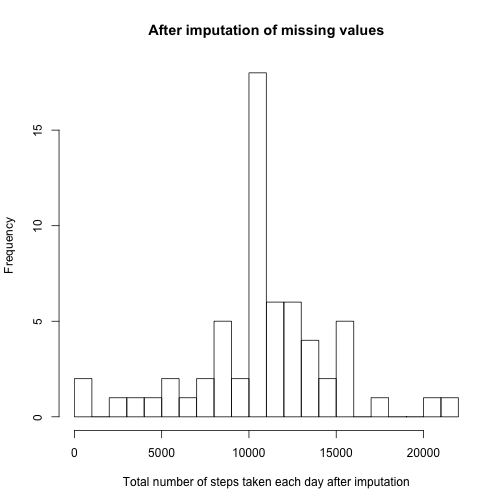 After imputation of missing values
Frequency
15
10
5
0
0 5000 10000 15000 20000
Total number of steps taken each day after imputation